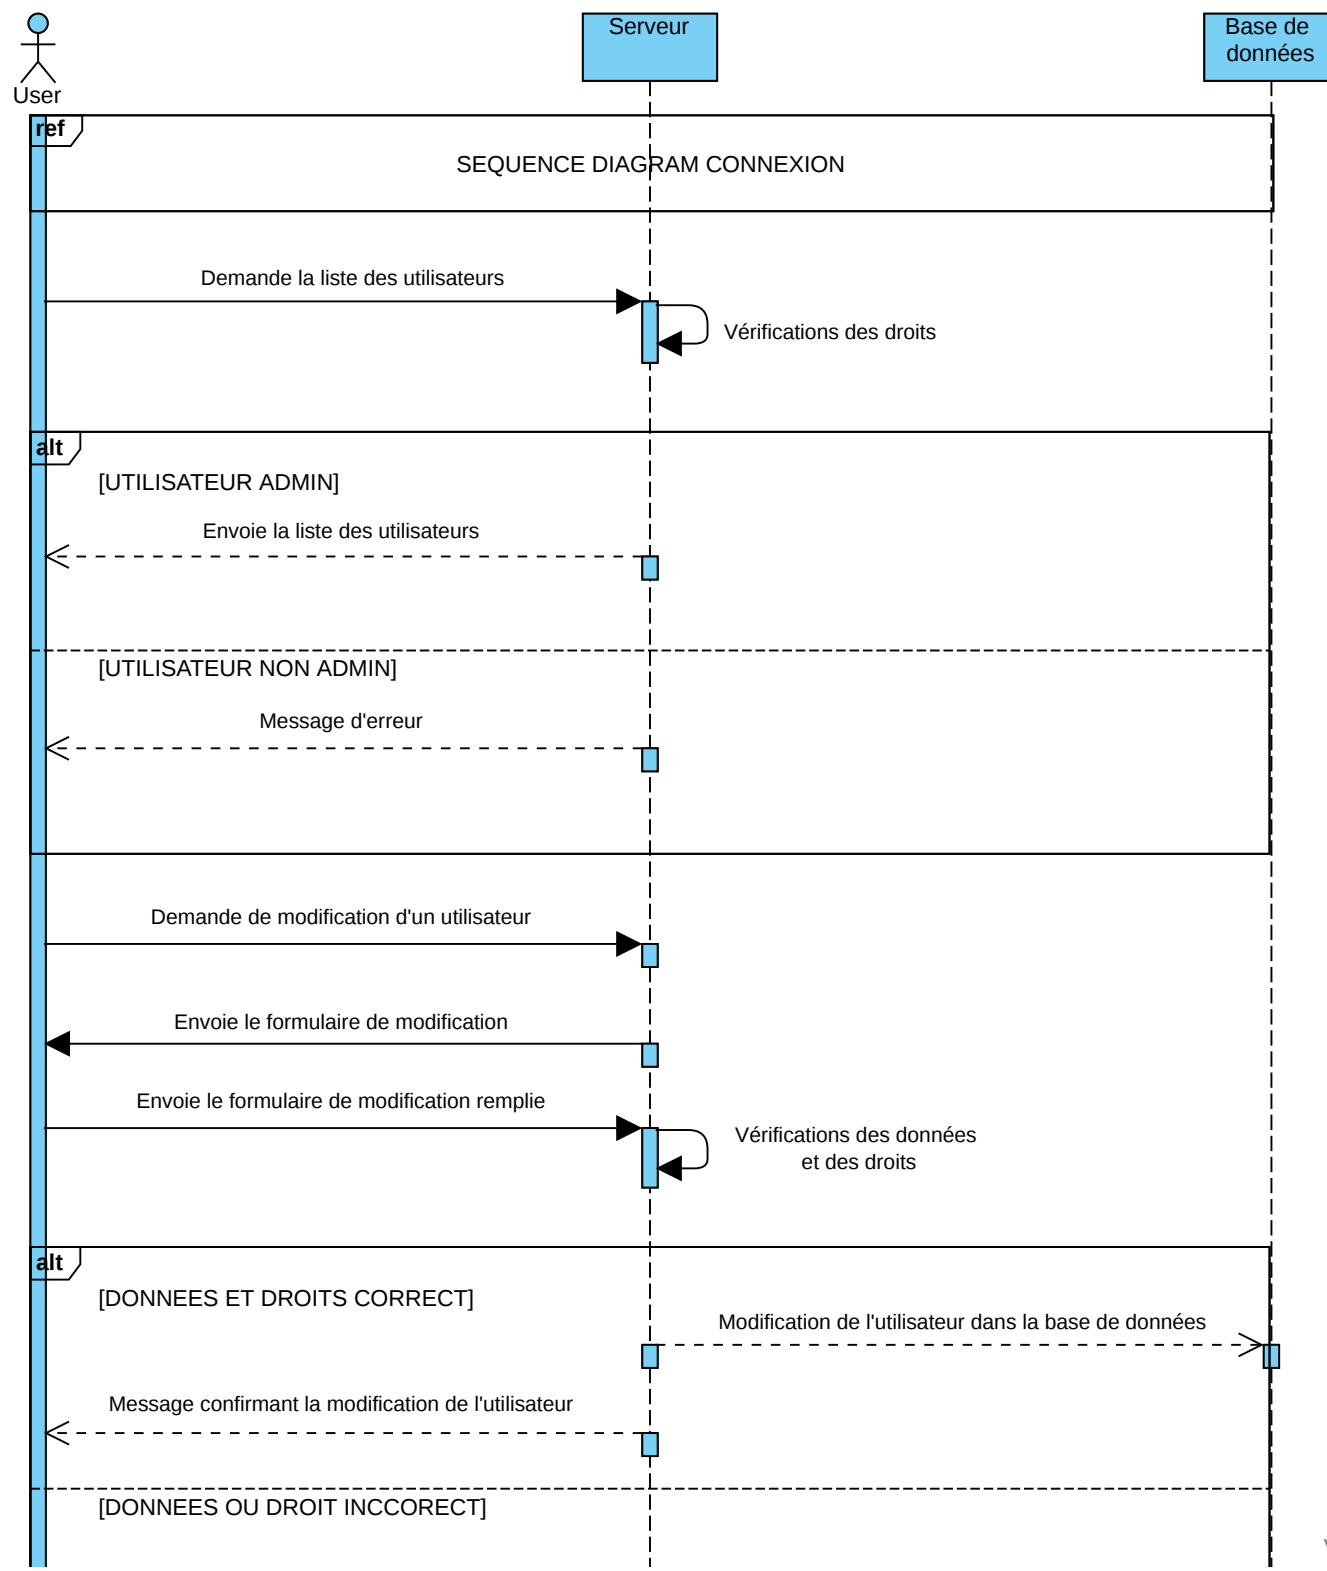 User
Serveur
Base de
données
ref
SEQUENCE DIAGRAM CONNEXION
Demande la liste des utilisateurs
Vérifications des droits
alt
[UTILISATEUR ADMIN]
Envoie la liste des utilisateurs
[UTILISATEUR NON ADMIN]
Message d'erreur
Demande de modification d'un utilisateur
Envoie le formulaire de modification
Envoie le formulaire de modification remplie
Vérifications des données
et des droits
alt
[DONNEES ET DROITS CORRECT]
Modification de l'utilisateur dans la base de données
Message confirmant la modification de l'utilisateur
[DONNEES OU DROIT INCCORECT]